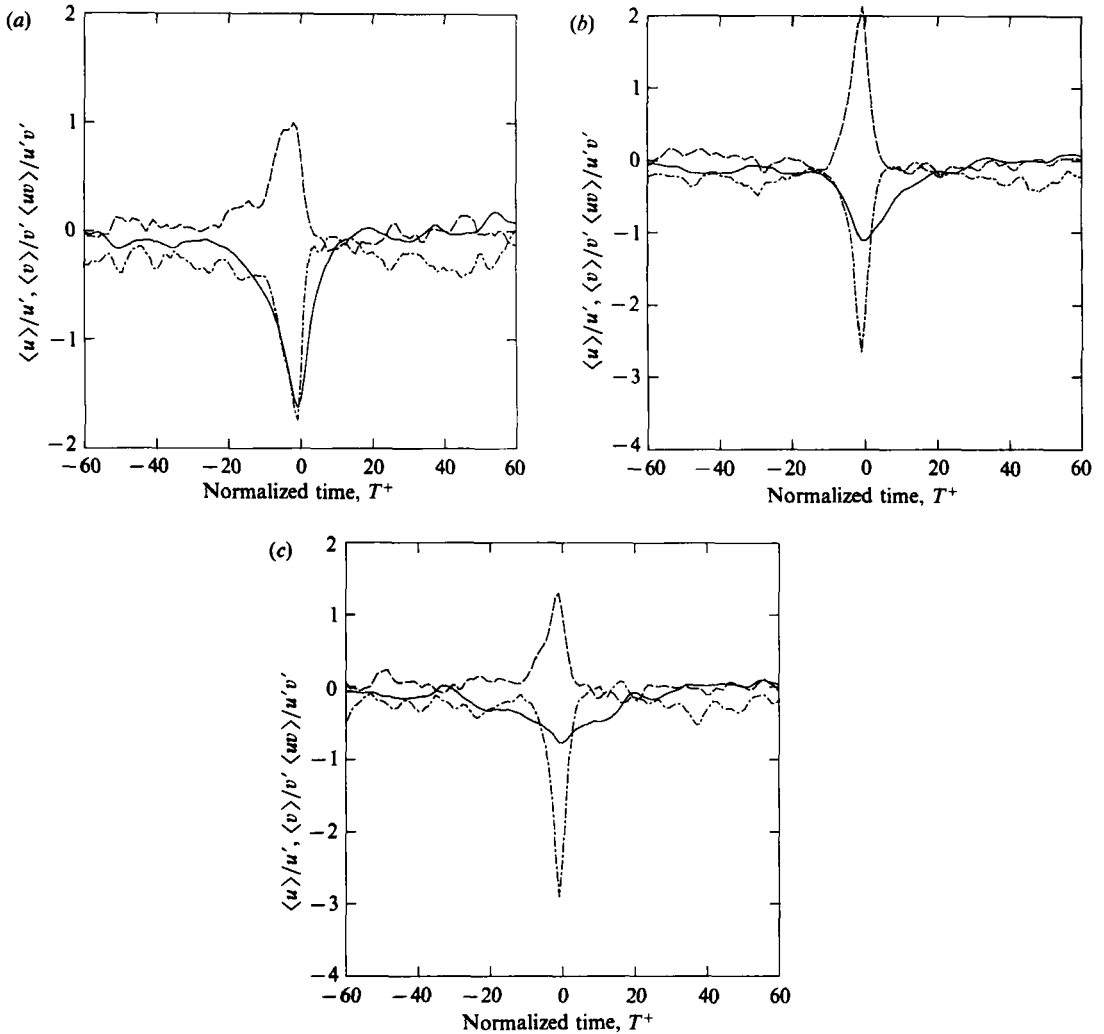 (a)
2
1
0
−1
−2
⟨u⟩/u′, ⟨v⟩/v′ ⟨uv⟩/u′v′
−60 −40 −20 0 20 40 60
Normalized time, T⁺
(b)
2
1
0
−1
−2
−3
−4
⟨u⟩/u′, ⟨v⟩/v′ ⟨uv⟩/u′v′
−60 −40 −20 0 20 40 60
Normalized time, T⁺
(c)
2
1
0
−1
−2
−3
−4
⟨u⟩/u′, ⟨v⟩/v′ ⟨uv⟩/u′v′
−60 −40 −20 0 20 40 60
Normalized time, T⁺